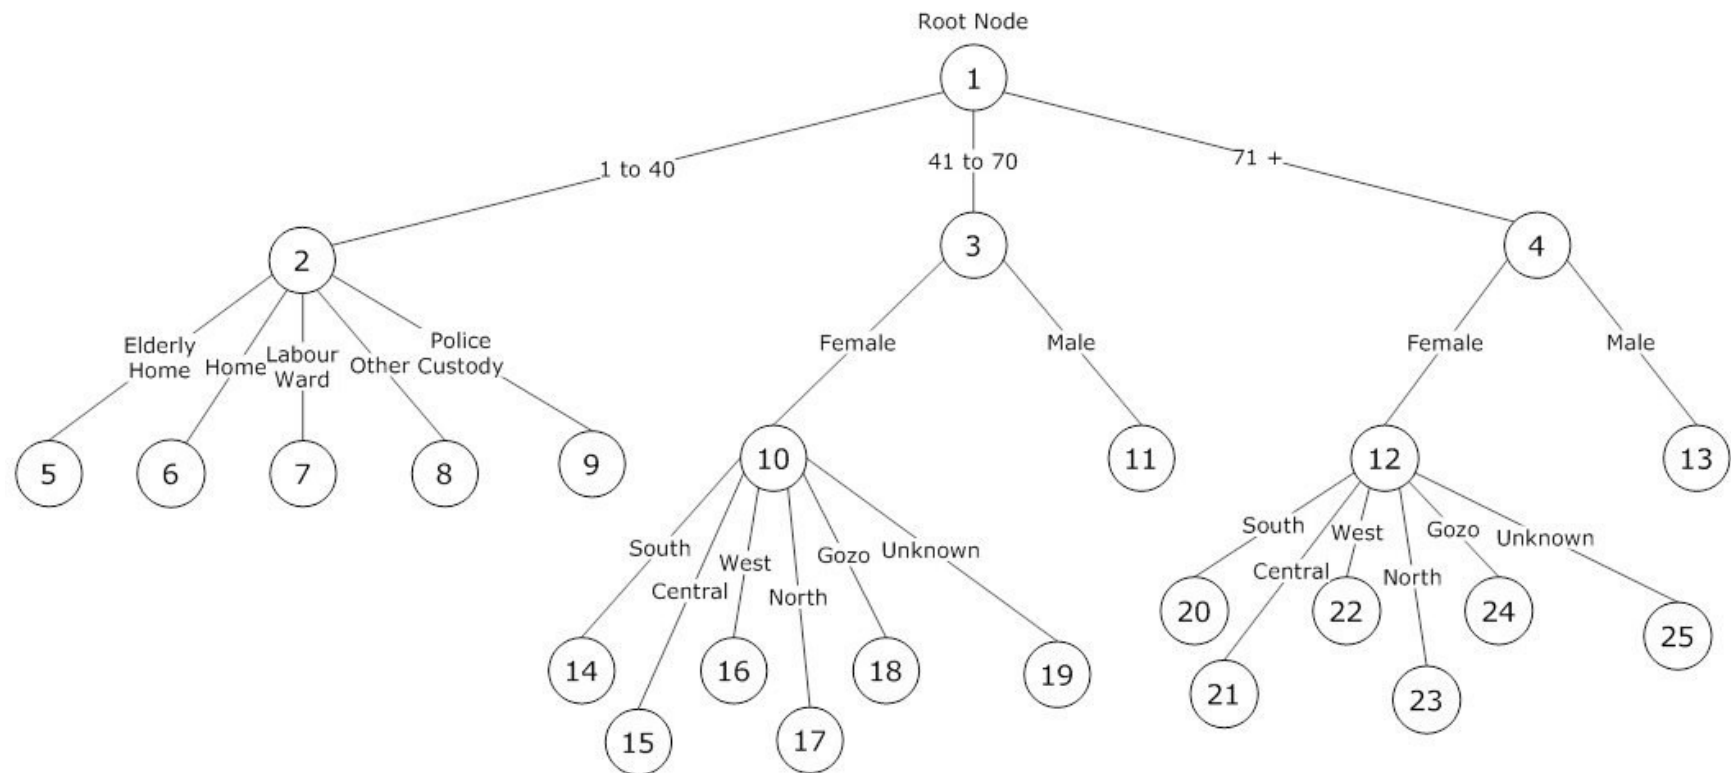 Root Node
1
1 to 40
41 to 70
71 +
2
3
4
Elderly
Home
Home
Labour
Ward
Other
Police
Custody
Female
Male
Female
Male
5
6
7
8
9
10
11
12
13
South
Central
West
North
Gozo
Unknown
South
Central
West
North
Gozo
Unknown
14
15
16
17
18
19
20
21
22
23
24
25